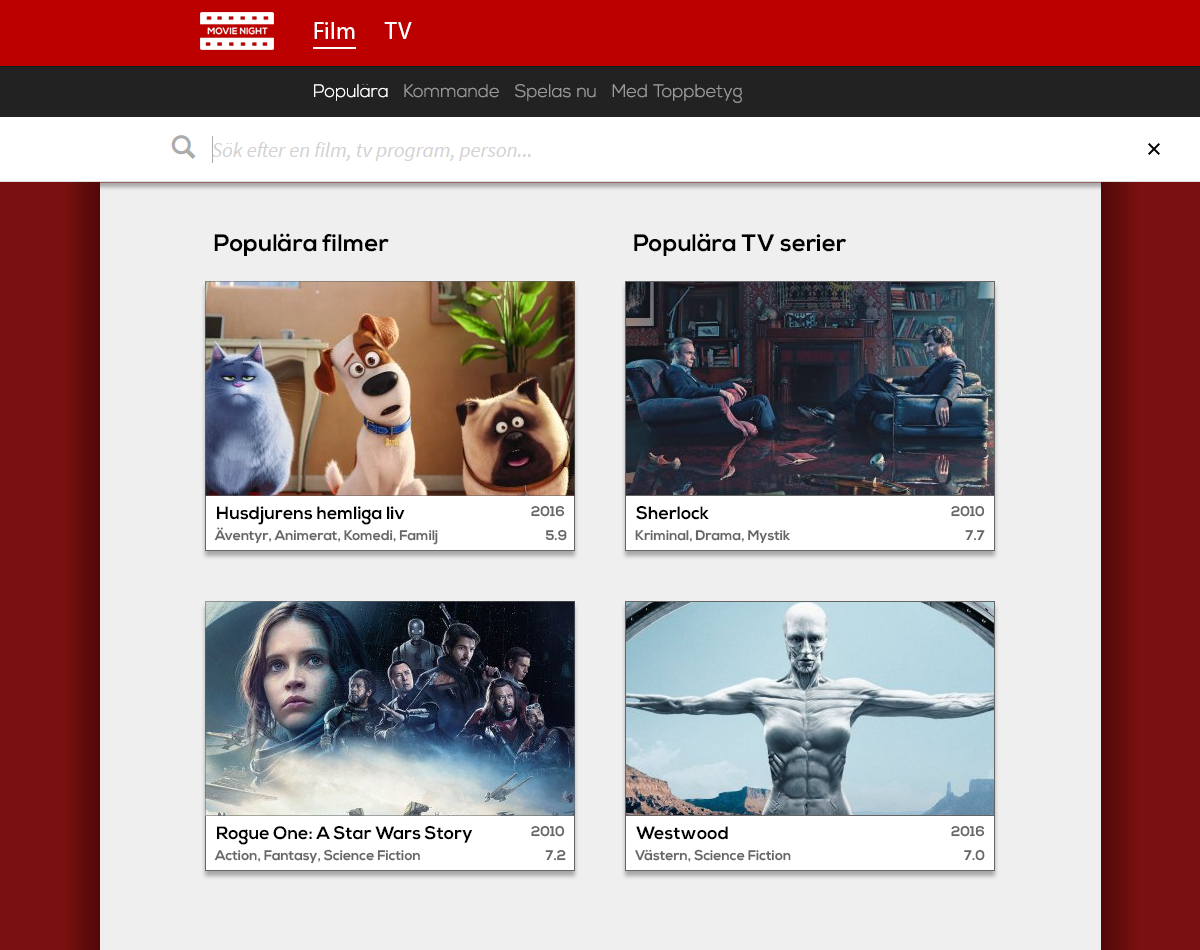 MOVIE NIGHT
Film TV
Populära Kommande Spelas nu Med Toppbetyg
Sök efter en film, tv program, person...
Populära filmer
Husdjurens hemliga liv 2016
Äventyr, Animerat, Komedi, Familj 5.9
Rogue One: A Star Wars Story 2010
Action, Fantasy, Science Fiction 7.2
Populära TV serier
Sherlock 2010
Kriminal, Drama, Mystik 7.7
Westwood 2016
Västern, Science Fiction 7.0